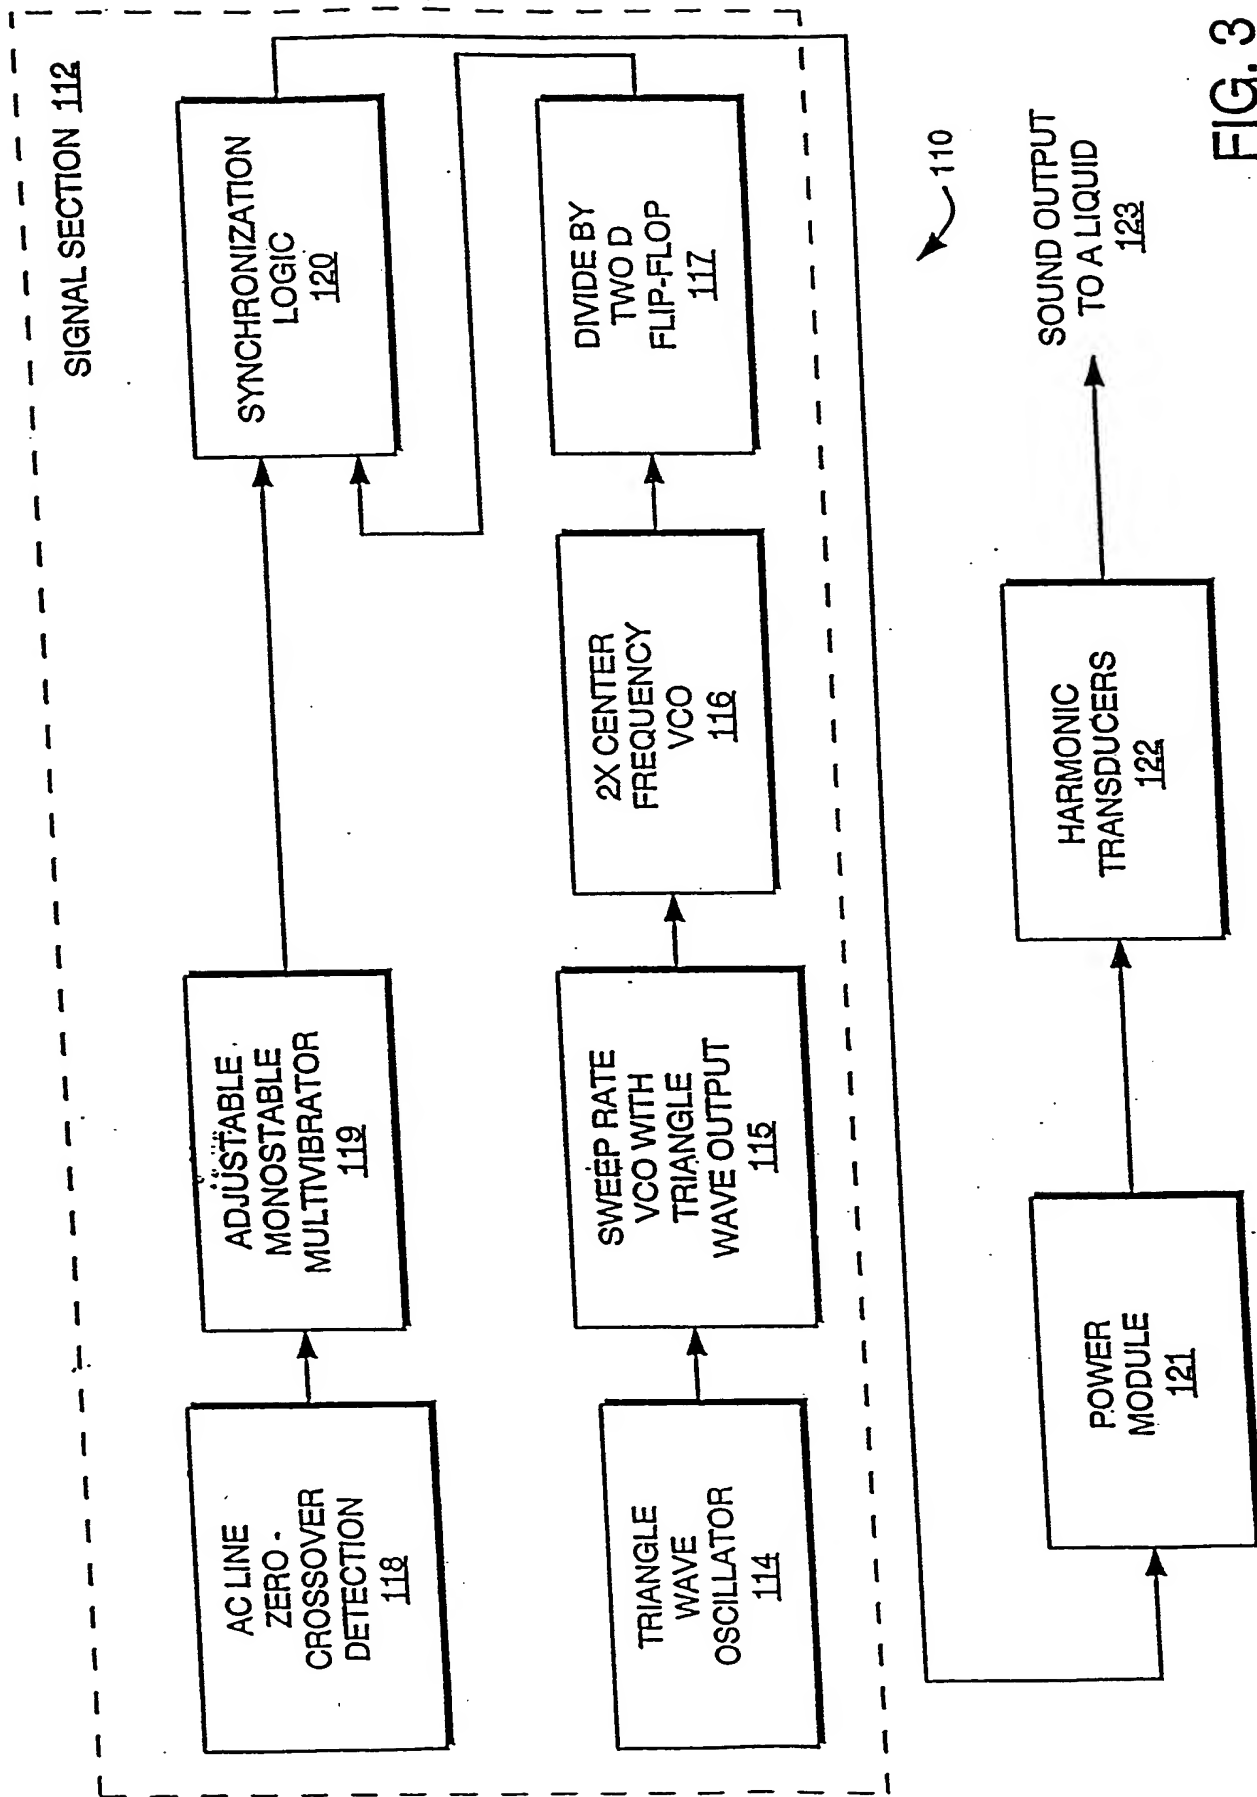 SIGNAL SECTION 112
AC LINE
ZERO-
CROSSOVER
DETECTION
118
ADJUSTABLE
MONOSTABLE
MULTIVIBRATOR
119
SYNCHRONIZATION
LOGIC
120
TRIANGLE
WAVE
OSCILLATOR
114
SWEEP RATE
VCO WITH
TRIANGLE
WAVE OUTPUT
115
2X CENTER
FREQUENCY
VCO
116
DIVIDE BY
TWO D
FLIP-FLOP
117
110
POWER
MODULE
121
HARMONIC
TRANSDUCERS
122
SOUND OUTPUT
TO A LIQUID
123
FIG. 3